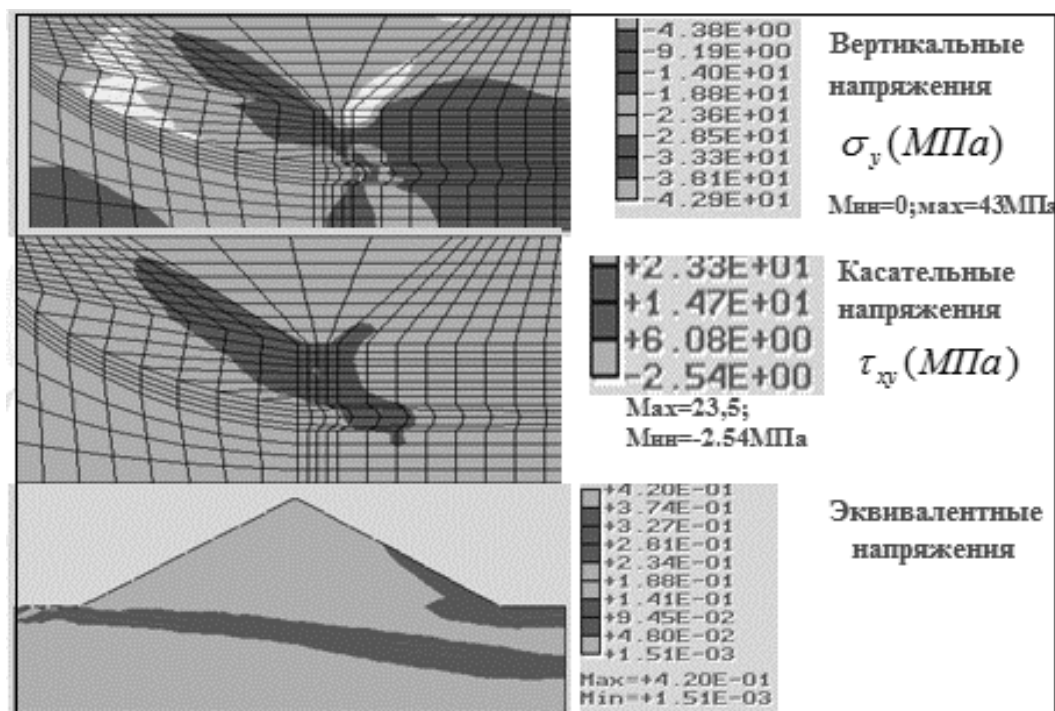 -4.38E+00
-9.19E+00
-1.40E+01
-1.88E+01
-2.36E+01
-2.85E+01
-3.33E+01
-3.81E+01
-4.29E+01
Вертикальные
напряжения
σy(МПа)
Мин=0;мах=43МПа
+2.33E+01
+1.47E+01
+6.08E+00
-2.54E+00
Мах=23,5;
Мин=-2.54МПа
Касательные
напряжения
τxy(МПа)
+4.20E-01
+3.74E-01
+3.27E-01
+2.81E-01
+2.34E-01
+1.88E-01
+1.41E-01
+9.45E-02
+4.80E-02
+1.51E-03
Max=+4.20E-01
Min=+1.51E-03
Эквивалентные
напряжения